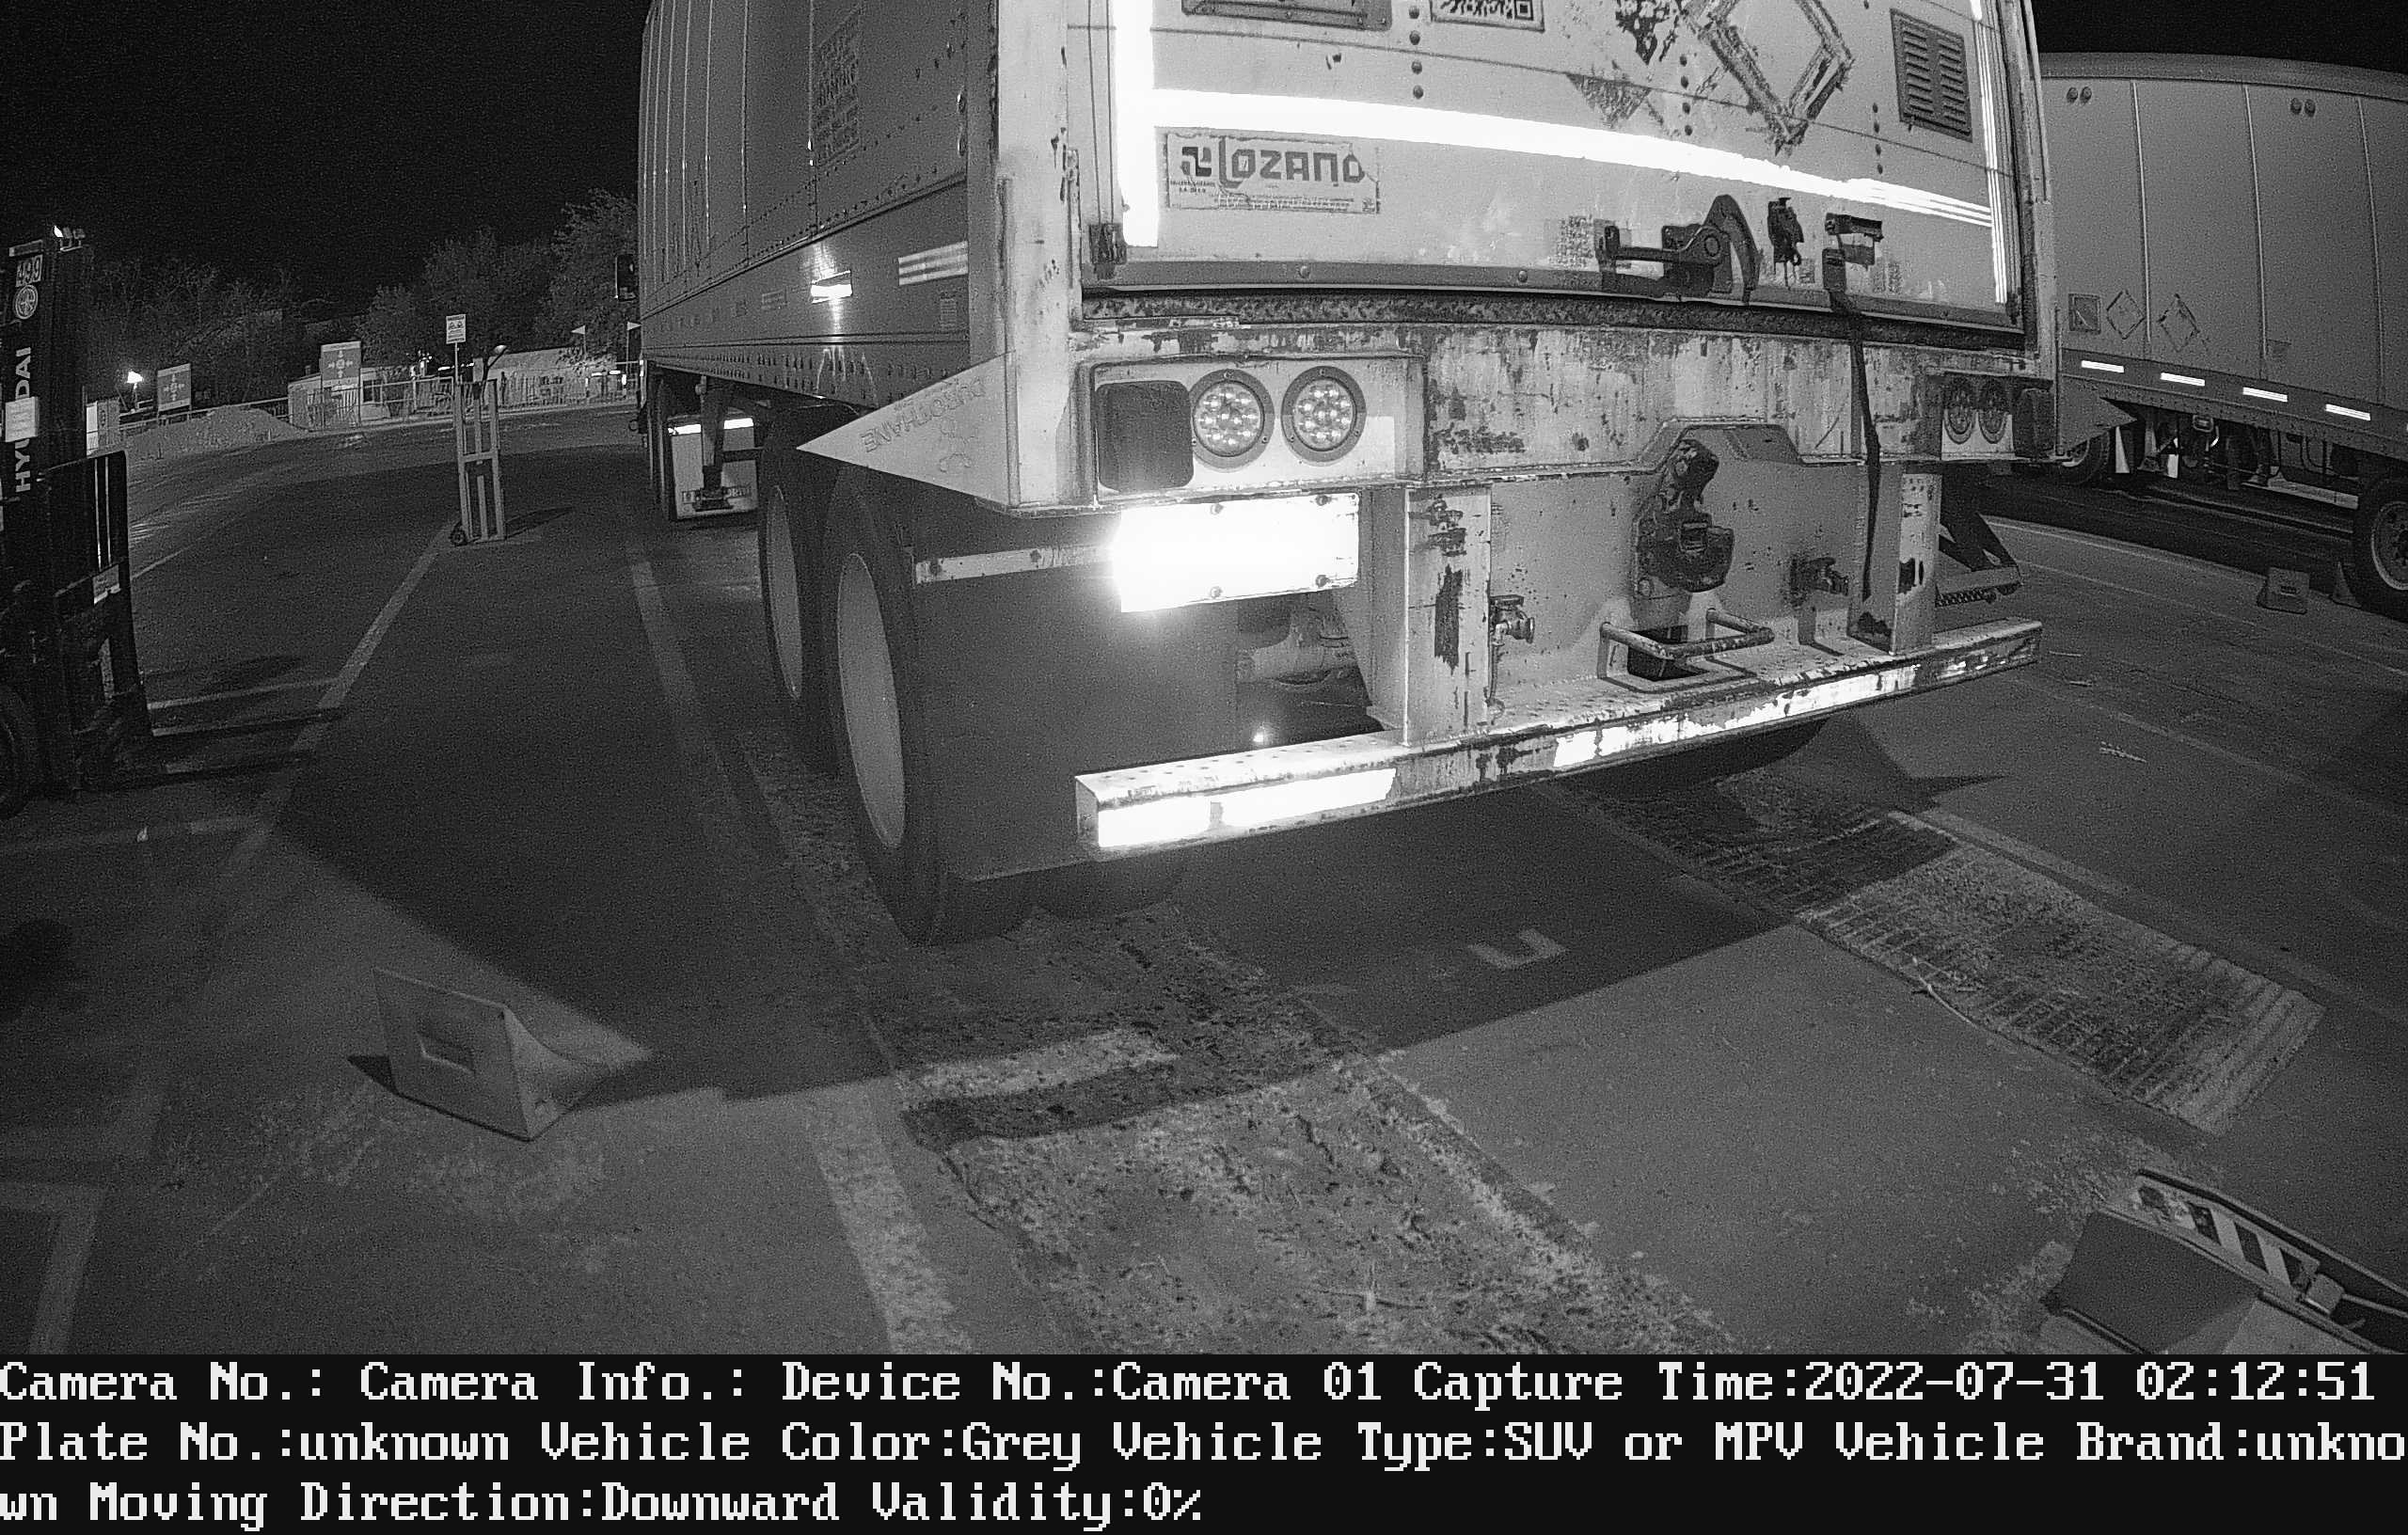 LOZANO
HYUNDAI
DUROTHANE
U
Camera No.: Camera Info.: Device No.:Camera 01 Capture Time:2022-07-31 02:12:51
Plate No.:unknown Vehicle Color:Grey Vehicle Type:SUV or MPV Vehicle Brand:unkno
wn Moving Direction:Downward Validity:0%